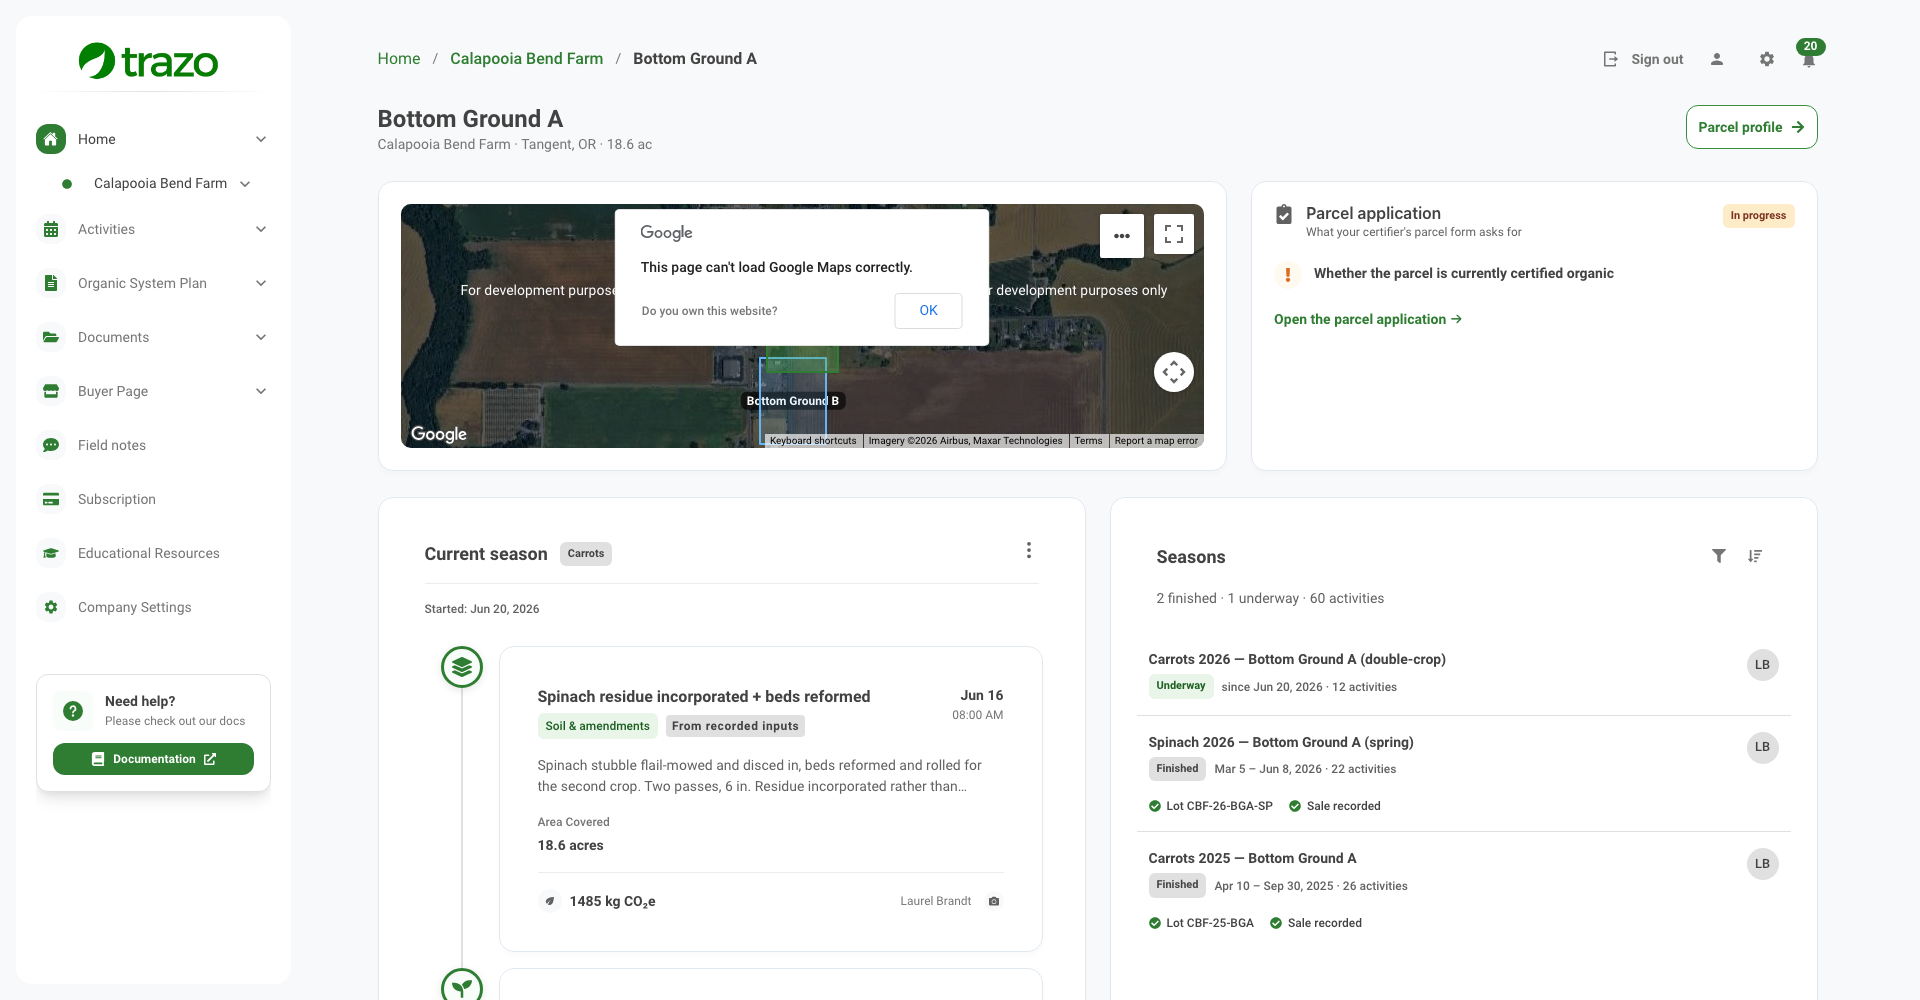 trazo
Home
Calapooia Bend Farm
Activities
Organic System Plan
Documents
Buyer Page
Field notes
Subscription
Educational Resources
Company Settings
Need help?
Please check out our docs
Documentation
Home / Calapooia Bend Farm / Bottom Ground A
Sign out
20
Bottom Ground A
Calapooia Bend Farm · Tangent, OR · 18.6 ac
Parcel profile
Google
This page can't load Google Maps correctly.
Do you own this website?
OK
For development purpose
r development purposes only
Bottom Ground B
Google
Keyboard shortcuts
Imagery ©2026 Airbus, Maxar Technologies
Terms
Report a map error
Parcel application
In progress
What your certifier's parcel form asks for
Whether the parcel is currently certified organic
Open the parcel application →
Current season
Carrots
Started: Jun 20, 2026
Spinach residue incorporated + beds reformed
Jun 16
08:00 AM
Soil & amendments
From recorded inputs
Spinach stubble flail-mowed and disced in, beds reformed and rolled for
the second crop. Two passes, 6 in. Residue incorporated rather than…
Area Covered
18.6 acres
1485 kg CO₂e
Laurel Brandt
Seasons
2 finished · 1 underway · 60 activities
Carrots 2026 — Bottom Ground A (double-crop)
LB
Underway
since Jun 20, 2026 · 12 activities
Spinach 2026 — Bottom Ground A (spring)
LB
Finished
Mar 5 – Jun 8, 2026 · 22 activities
Lot CBF-26-BGA-SP
Sale recorded
Carrots 2025 — Bottom Ground A
LB
Finished
Apr 10 – Sep 30, 2025 · 26 activities
Lot CBF-25-BGA
Sale recorded